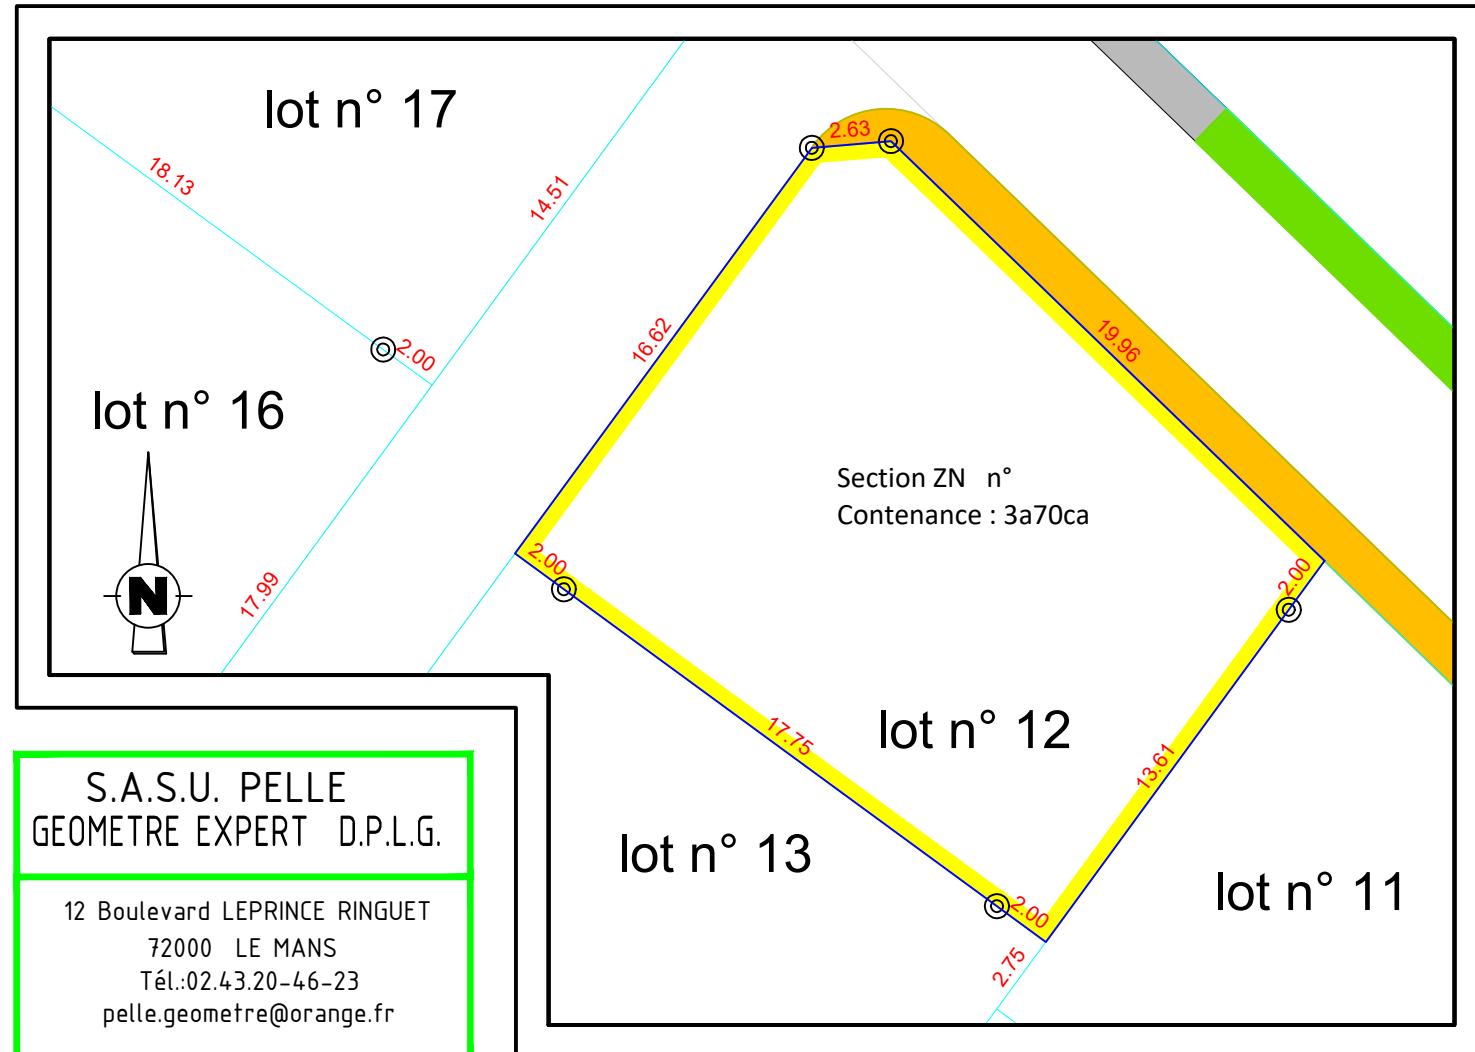 lot n° 17
2.63
18.13
14.51
16.62
19.96
2.00
lot n° 16
Section ZN n°
Contenance : 3a70ca
2.00
2.00
N
17.99
lot n° 12
17.75
13.61
lot n° 13
lot n° 11
2.00
2.75
S.A.S.U. PELLE
GEOMETRE EXPERT D.P.L.G.
12 Boulevard LEPRINCE RINGUET
72000 LE MANS
Tél.:02.43.20-46-23
pelle.geometre@orange.fr